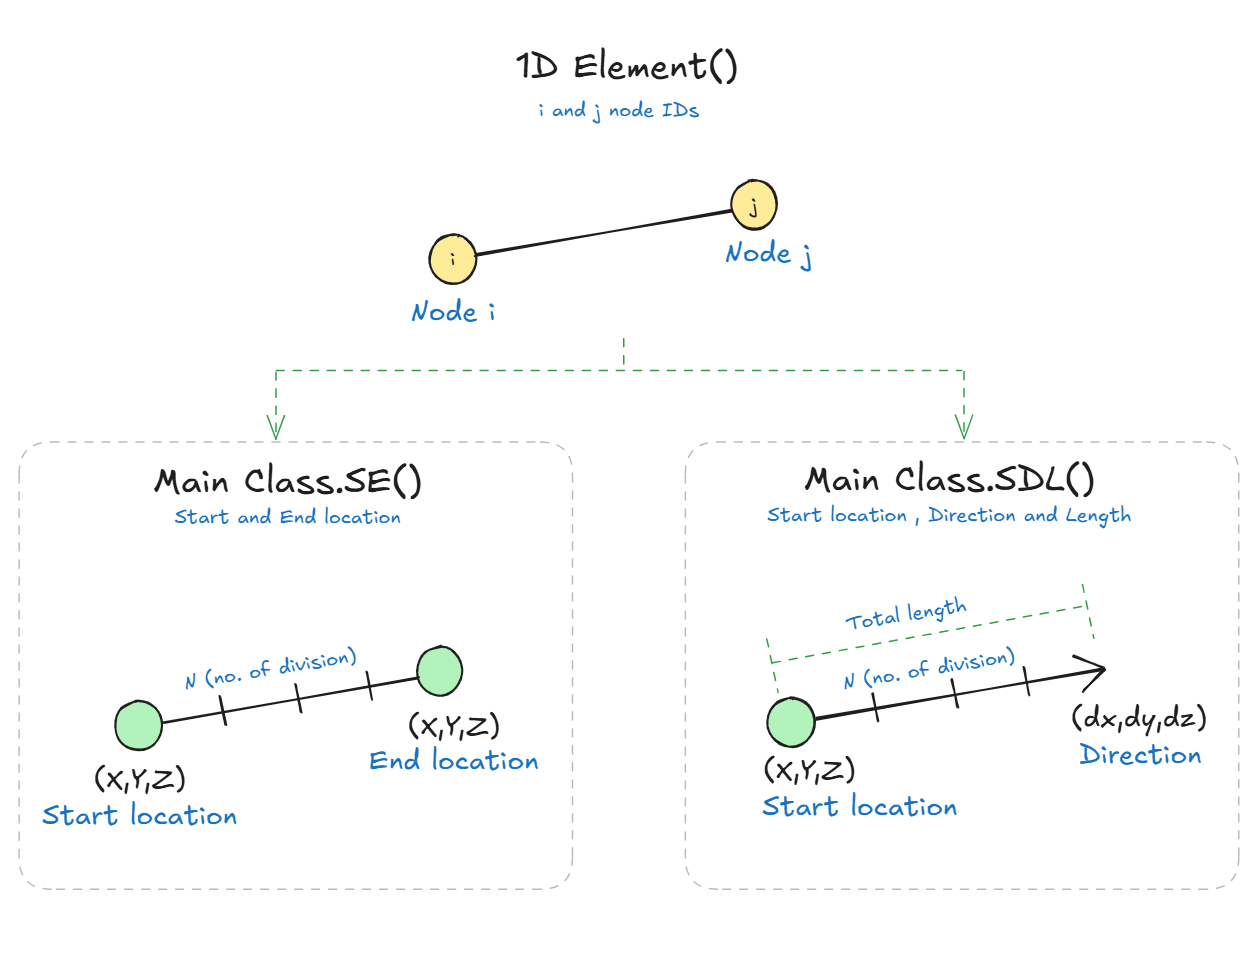 1D Element()
i and j node IDs
j
i
Node j
Node i
Main Class.SE()
Start and End location
N (no. of division)
(X,Y,Z)
End location
(X,Y,Z)
Start location
Main Class.SDL()
Start location , Direction and Length
Total length
N (no. of division)
(dx,dy,dz)
Direction
(X,Y,Z)
Start location